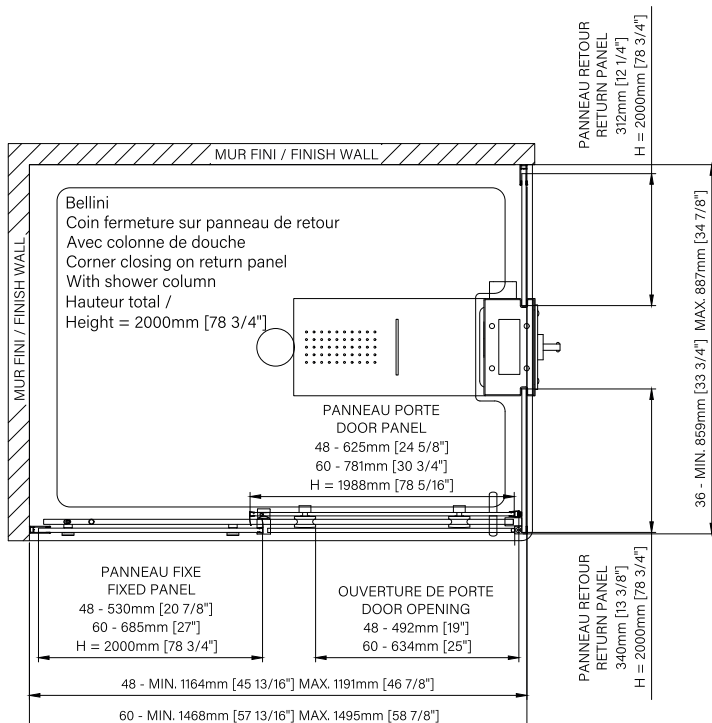 PANNEAU RETOUR
RETURN PANEL
312mm [12 1/4"]
H = 2000mm [78 3/4"]
MUR FINI / FINISH WALL
MUR FINI / FINISH WALL
Bellini
Coin fermeture sur panneau de retour
Avec colonne de douche
Corner closing on return panel
With shower column
Hauteur total /
Height = 2000mm [78 3/4"]
36 - MIN. 859mm [33 3/4"] MAX. 887mm [34 7/8"]
PANNEAU PORTE
DOOR PANEL
48 - 625mm [24 5/8"]
60 - 781mm [30 3/4"]
H = 1988mm [78 5/16"]
PANNEAU FIXE
FIXED PANEL
48 - 530mm [20 7/8"]
60 - 685mm [27"]
H = 2000mm [78 3/4"]
OUVERTURE DE PORTE
DOOR OPENING
48 - 492mm [19"]
60 - 634mm [25"]
PANNEAU RETOUR
RETURN PANEL
340mm [13 3/8"]
H = 2000mm [78 3/4"]
48 - MIN. 1164mm [45 13/16"] MAX. 1191mm [46 7/8"]
60 - MIN. 1468mm [57 13/16"] MAX. 1495mm [58 7/8"]